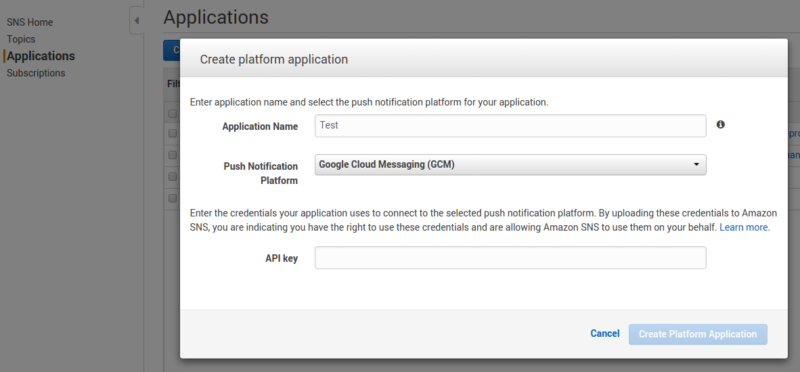 SNS Home
Topics
Applications
Subscriptions
Applications
Create platform application
Enter application name and select the push notification platform for your application.
Application Name
Test
Push Notification
Platform
Google Cloud Messaging (GCM)
Enter the credentials your application uses to connect to the selected push notification platform. By uploading these credentials to Amazon
SNS, you are indicating you have the right to use these credentials and are allowing Amazon SNS to use them on your behalf. Learn more.
API key
Cancel
Create Platform Application